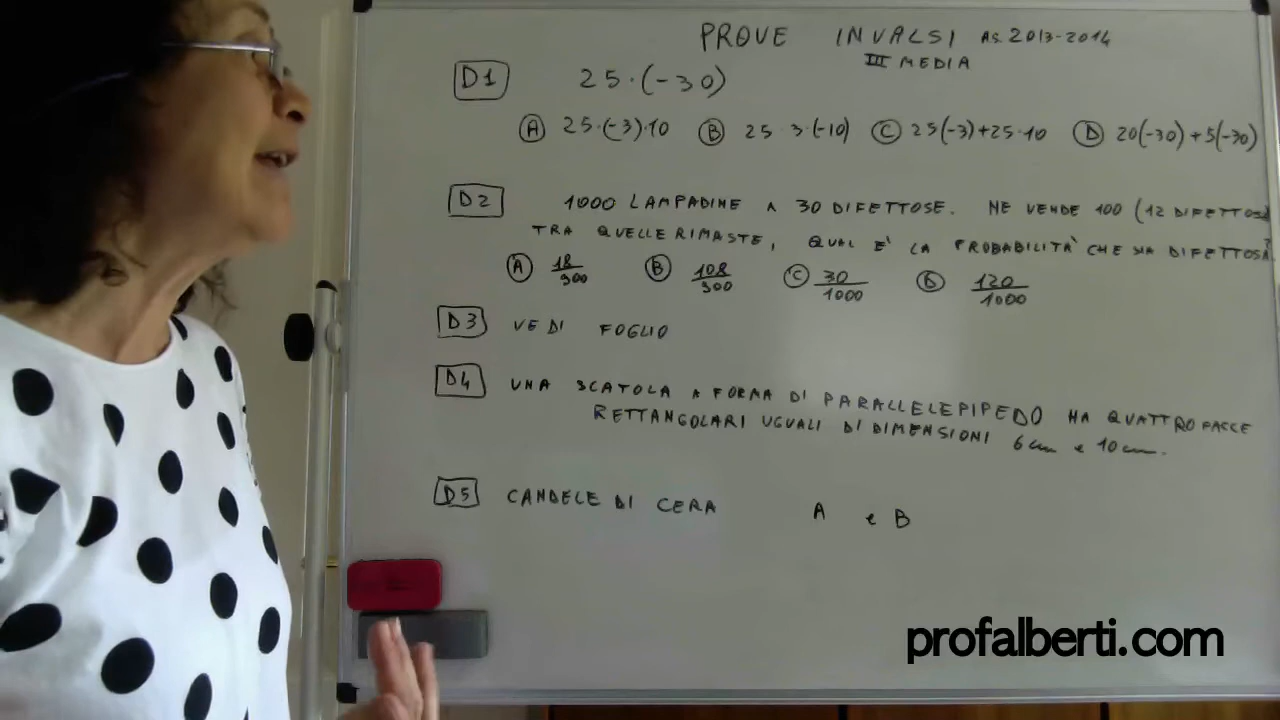 PROVE INVALSI AS. 2013-2014
III MEDIA
D1 25·(-30)
A 25·(-3)·10 B 25 3·(-10) C 25(-3)+25·10 D 20(-30)+5(-30)
D2 1000 LAMPADINE A 30 DIFETTOSE. NE VENDE 100 (12 DIFETTOSE)
TRA QUELLE RIMASTE, QUAL E' LA PROBABILITA' CHE SIA DIFETTOSA?
A 18/900 B 108/900 C 30/1000 D 120/1000
D3 VEDI FOGLIO
D4 UNA SCATOLA A FORMA DI PARALLELEPIPEDO HA QUATTRO FACCE
RETTANGOLARI UGUALI DI DIMENSIONI 6cm e 10cm.
D5 CANDELE DI CERA A e B
profalberti.com